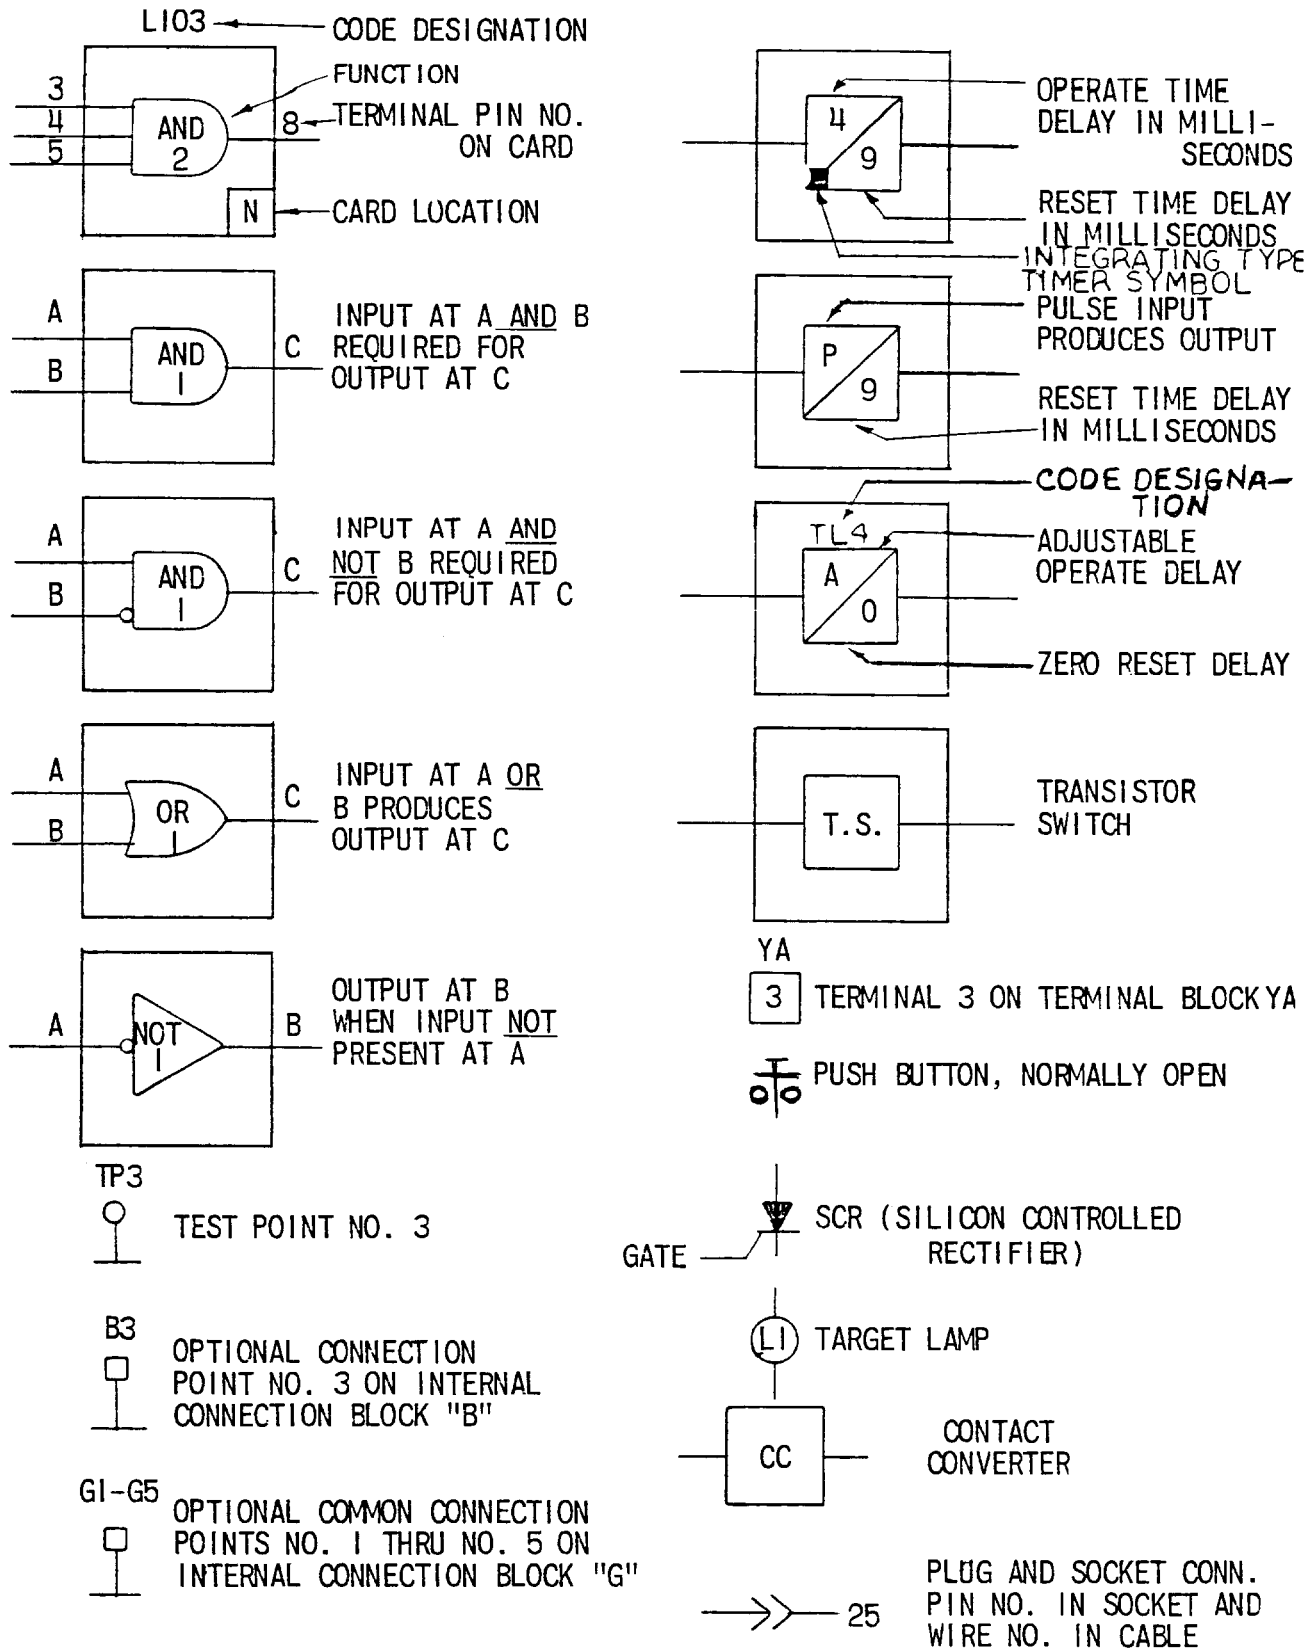 L103
CODE DESIGNATION
FUNCTION
3
4
5
AND
2
8
TERMINAL PIN NO.
ON CARD
N
CARD LOCATION
A
B
AND
1
C
INPUT AT A AND B
REQUIRED FOR
OUTPUT AT C
A
B
AND
1
C
INPUT AT A AND
NOT B REQUIRED
FOR OUTPUT AT C
A
B
OR
1
C
INPUT AT A OR
B PRODUCES
OUTPUT AT C
A
NOT
1
B
OUTPUT AT B
WHEN INPUT NOT
PRESENT AT A
TP3
TEST POINT NO. 3
B3
OPTIONAL CONNECTION
POINT NO. 3 ON INTERNAL
CONNECTION BLOCK "B"
G1-G5
OPTIONAL COMMON CONNECTION
POINTS NO. 1 THRU NO. 5 ON
INTERNAL CONNECTION BLOCK "G"
4
9
OPERATE TIME
DELAY IN MILLI-
SECONDS
RESET TIME DELAY
IN MILLISECONDS
INTEGRATING TYPE
TIMER SYMBOL
P
9
PULSE INPUT
PRODUCES OUTPUT
RESET TIME DELAY
IN MILLISECONDS
CODE DESIGNA-
TION
TL4
A
0
ADJUSTABLE
OPERATE DELAY
ZERO RESET DELAY
T.S.
TRANSISTOR
SWITCH
YA
3
TERMINAL 3 ON TERMINAL BLOCK YA
PUSH BUTTON, NORMALLY OPEN
SCR (SILICON CONTROLLED
RECTIFIER)
GATE
L1
TARGET LAMP
CC
CONTACT
CONVERTER
25
PLUG AND SOCKET CONN.
PIN NO. IN SOCKET AND
WIRE NO. IN CABLE